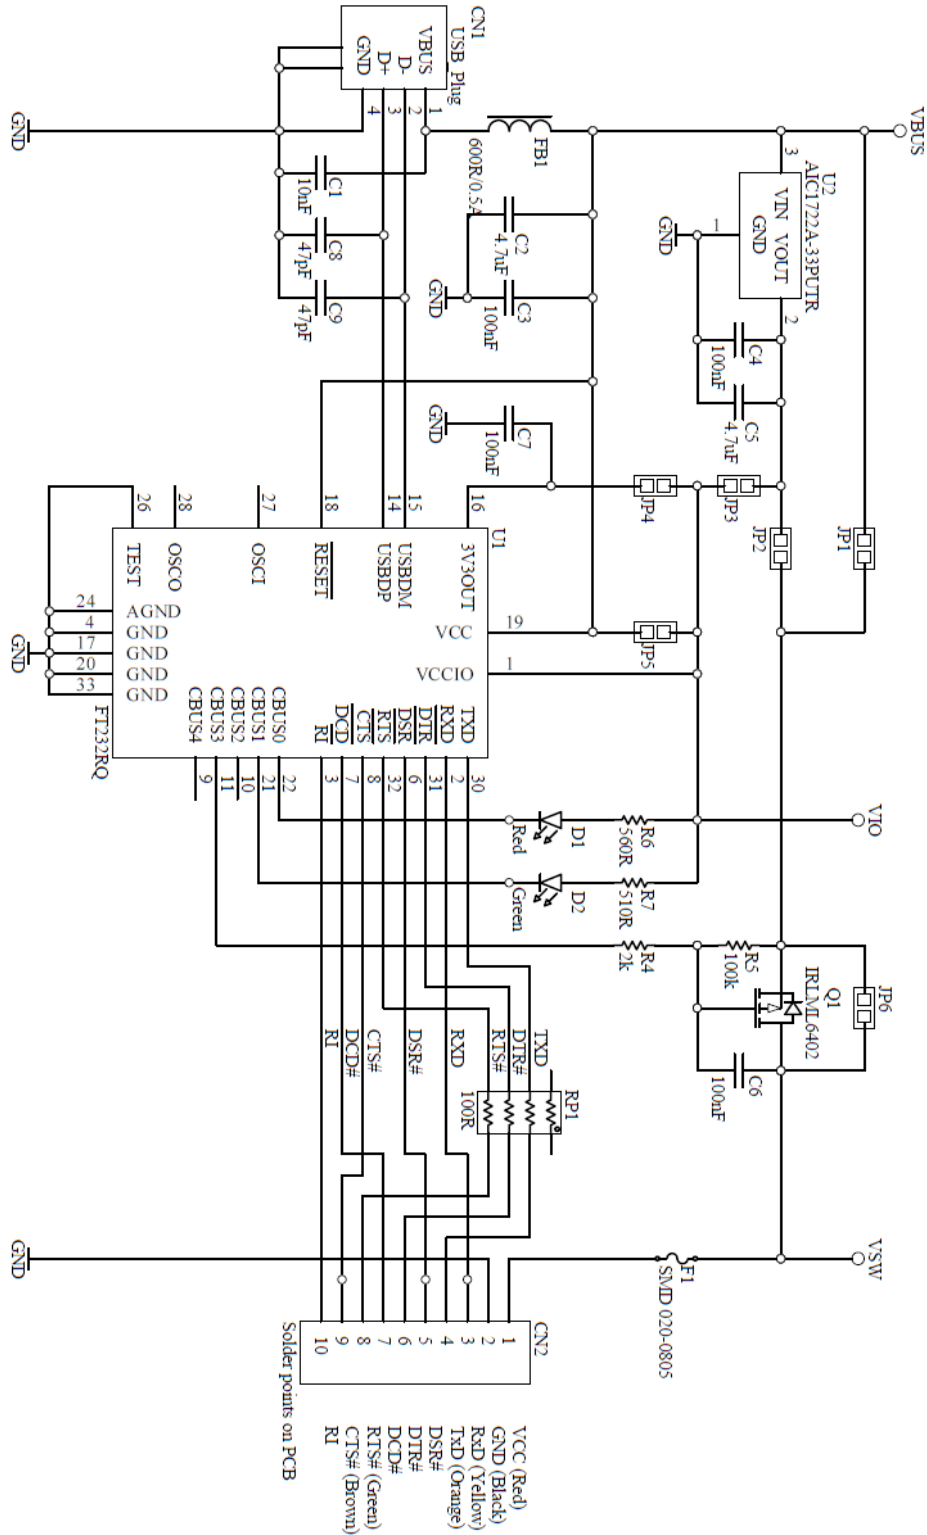 CN1
USB Plug
VBUS
D-
D+
GND
1
2
3
4
GND
C1
10nF
C8
47pF
C9
47pF
FB1
600R/0.5A
C2
4.7uF
C3
100nF
GND
VBUS
U2
AIC1722A-33PUTR
VIN VOUT
GND
3
2
1
GND
C4
100nF
C5
4.7uF
C7
100nF
GND
JP4
JP3
JP2
JP1
JP5
U1
16
15
14
18
27
28
26
3V3OUT
USBDM
USBDP
RESET
OSCI
OSCO
TEST
VCC
19
VCCIO
1
24
AGND
4
GND
17
GND
20
GND
33
GND
GND
FT232RQ
TXD
RXD
DTR
DSR
RTS
CTS
DCD
RI
CBUS0
CBUS1
CBUS2
CBUS3
CBUS4
30
2
31
6
32
8
7
3
22
21
10
11
9
D1
Red
R6
560R
D2
Green
R7
510R
VIO
R4
2k
R5
100k
Q1
IRLML6402
JP6
C6
100nF
TXD
DTR#
RTS#
RXD
DSR#
CTS#
DCD#
RI
RP1
100R
VSW
F1
SMD 020-0805
GND
CN2
1
2
3
4
5
6
7
8
9
10
Solder points on PCB
VCC (Red)
GND (Black)
RxD (Yellow)
TxD (Orange)
DSR#
DTR#
DCD#
RTS# (Green)
CTS# (Brown)
RI